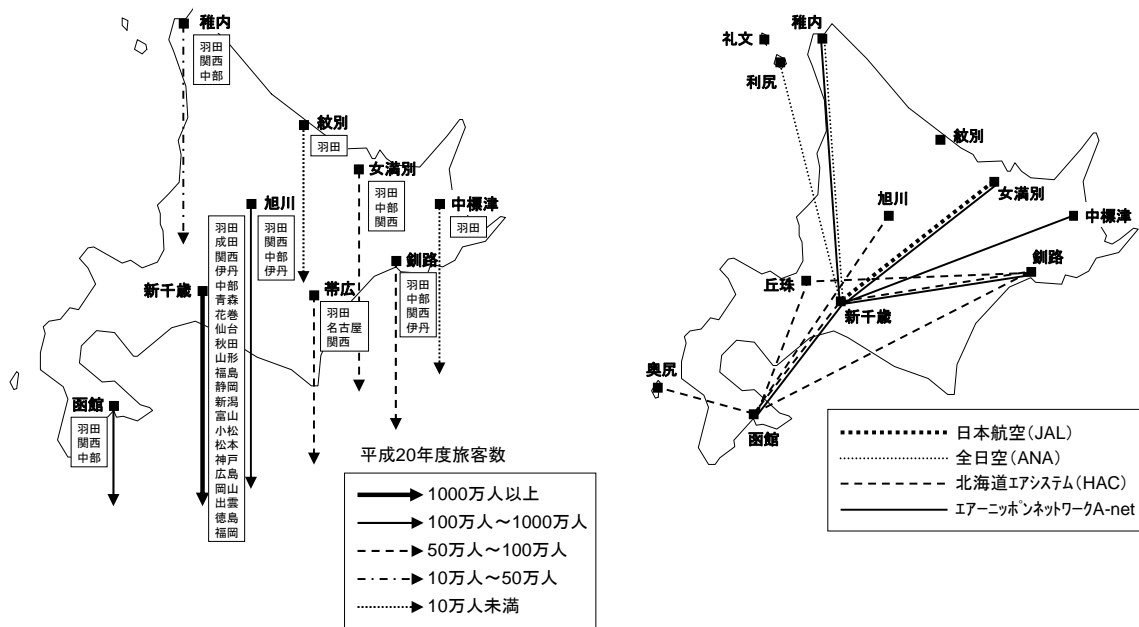 稚内
羽田
関西
中部
紋別
羽田
女満別
羽田
中部
関西
旭川
羽田
関西
中部
伊丹
中標津
羽田
釧路
羽田
中部
関西
伊丹
帯広
羽田
名古屋
関西
新千歳
羽田
成田
関西
伊丹
中部
青森
花巻
仙台
秋田
山形
福島
静岡
新潟
富山
小松
松本
神戸
広島
岡山
出雲
徳島
福岡
函館
羽田
関西
中部
平成20年度旅客数
1000万人以上
100万人～1000万人
50万人～100万人
10万人～50万人
10万人未満
稚内
礼文
利尻
紋別
女満別
旭川
中標津
釧路
丘珠
新千歳
奥尻
函館
日本航空(JAL)
全日空(ANA)
北海道エアシステム(HAC)
エアーニッポンネットワークA-net